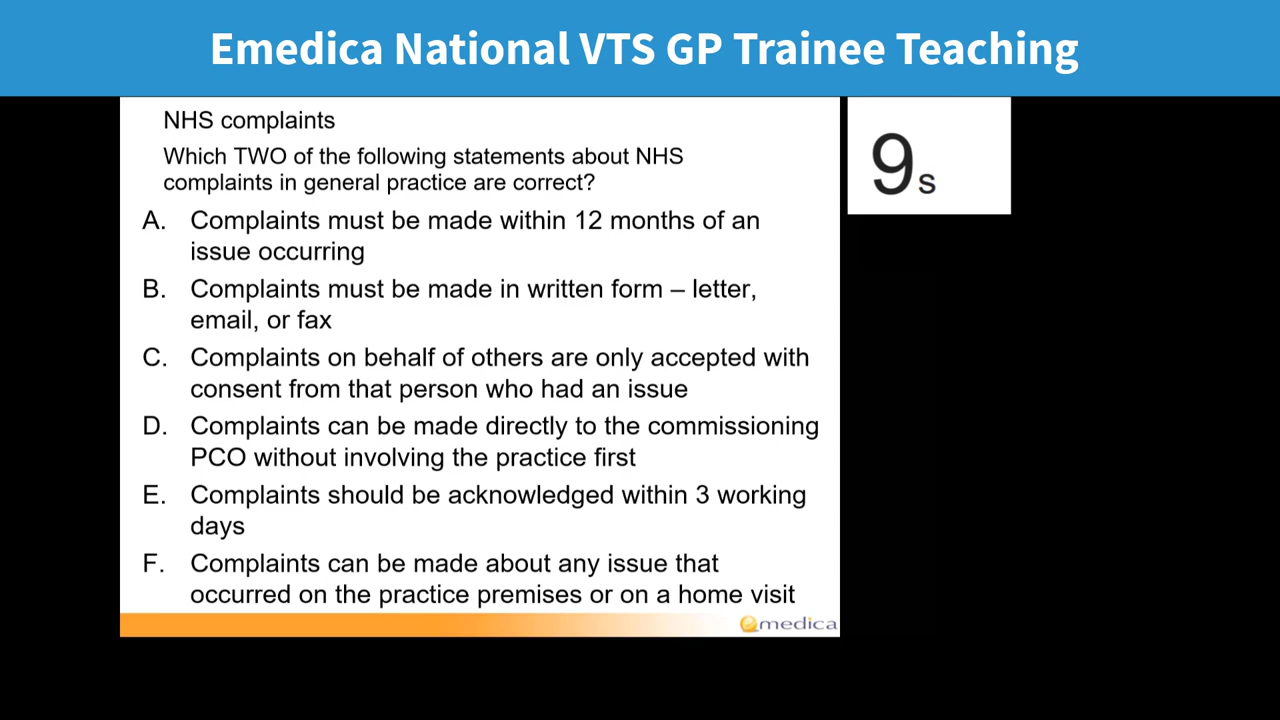 Emedica National VTS GP Trainee Teaching
NHS complaints
Which TWO of the following statements about NHS
complaints in general practice are correct?
A. Complaints must be made within 12 months of an
issue occurring
B. Complaints must be made in written form – letter,
email, or fax
C. Complaints on behalf of others are only accepted with
consent from that person who had an issue
D. Complaints can be made directly to the commissioning
PCO without involving the practice first
E. Complaints should be acknowledged within 3 working
days
F. Complaints can be made about any issue that
occurred on the practice premises or on a home visit
9s
emedica